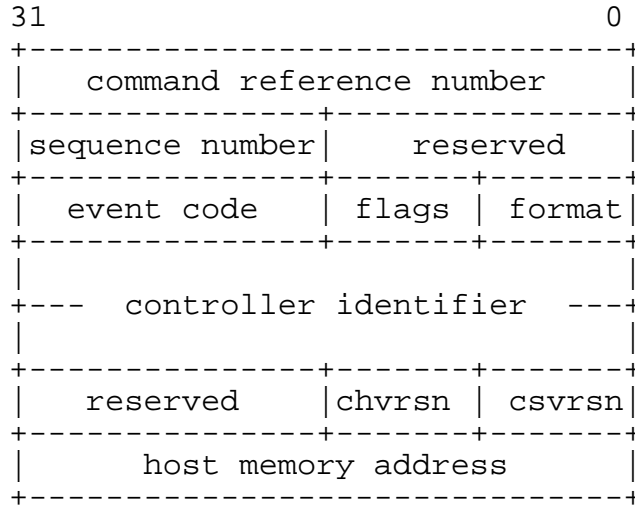 31 0
command reference number
sequence number reserved
event code flags format
controller identifier
reserved chvrsn csvrsn
host memory address